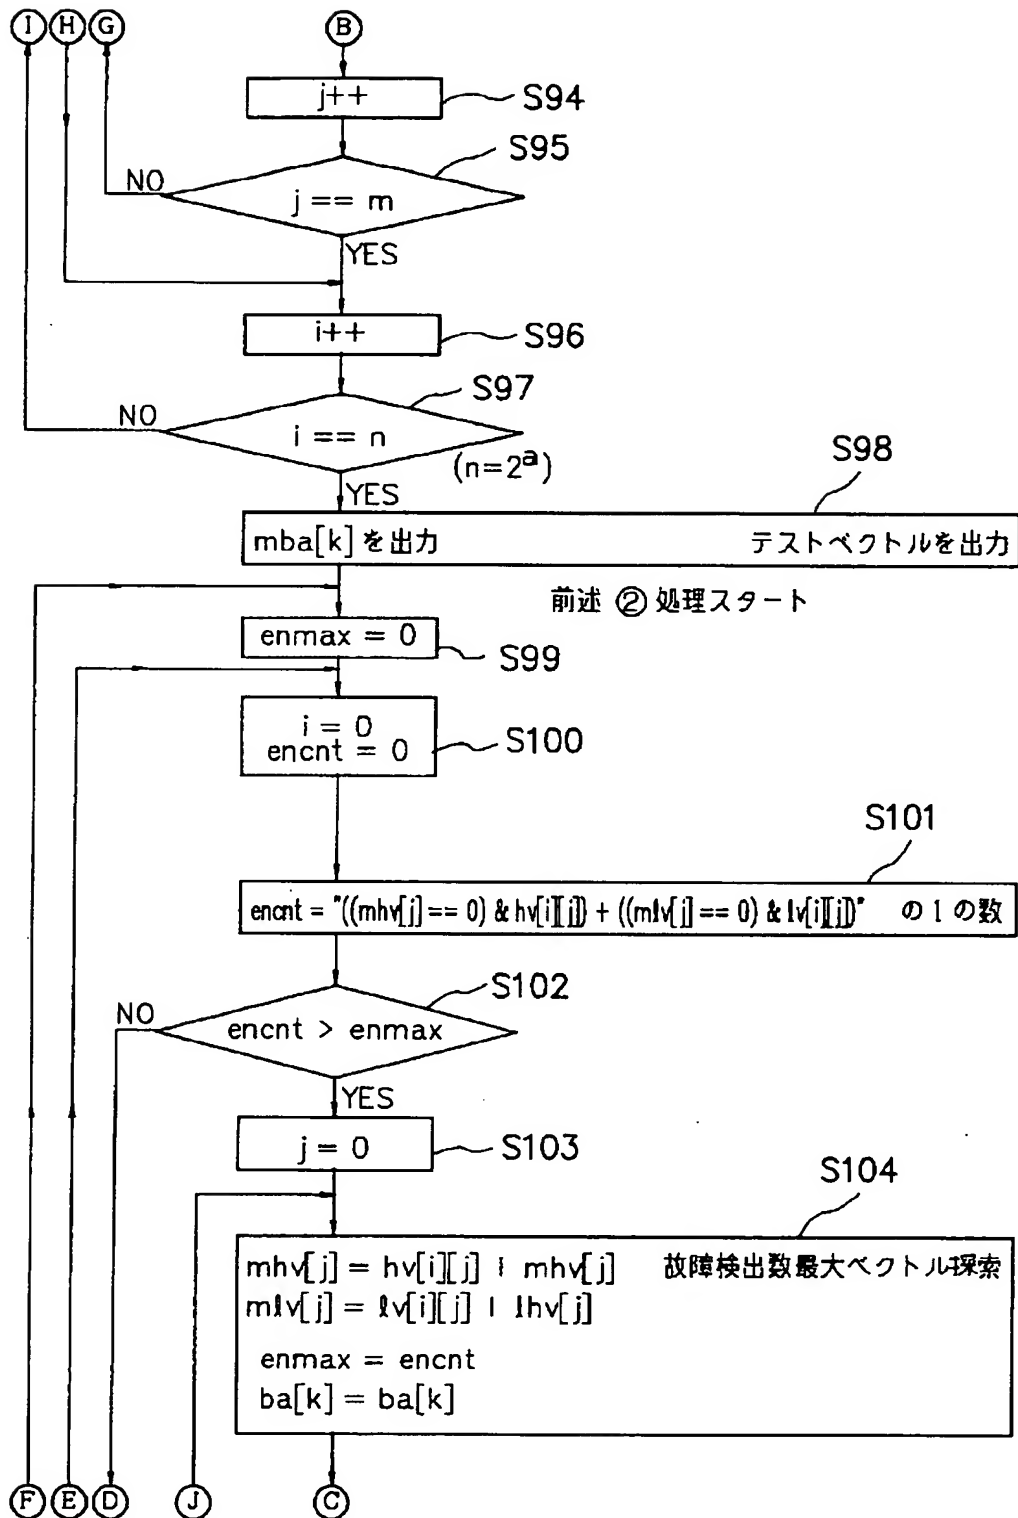 I H G B
j++ S94
S95
NO
j == m
YES
i++ S96
S97
NO
i == n
(n=2^a)
YES
S98
mba[k] を出力 テストベクトルを出力
前述 ② 処理スタート
enmax = 0
S99
i = 0
encnt = 0
S100
S101
encnt = "((mhv[j] == 0) & hv[i][j]) + ((mlv[j] == 0) & lv[i][j])" の 1 の数
S102
NO
encnt > enmax
YES
j = 0 S103
S104
mhv[j] = hv[i][j] | mhv[j] 故障検出数最大ベクトル探索
mlv[j] = lv[i][j] | lhv[j]
enmax = encnt
ba[k] = ba[k]
F E D J C